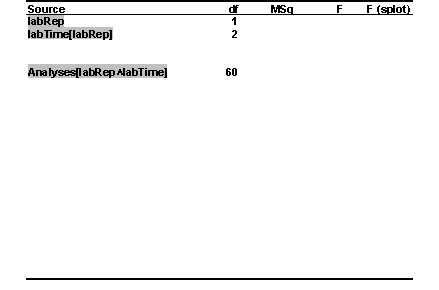 Source df MSq F F (splot)
labRep 1
labTime[labRep] 2
Analyses[labRep∧labTime] 60